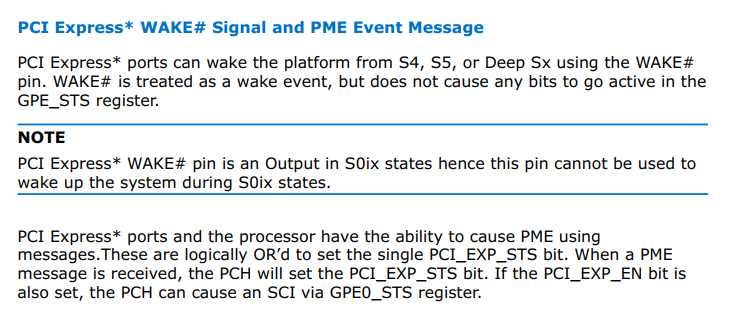 PCI Express* WAKE# Signal and PME Event Message
PCI Express* ports can wake the platform from S4, S5, or Deep Sx using the WAKE#
pin. WAKE# is treated as a wake event, but does not cause any bits to go active in the
GPE_STS register.
NOTE
PCI Express* WAKE# pin is an Output in S0ix states hence this pin cannot be used to
wake up the system during S0ix states.
PCI Express* ports and the processor have the ability to cause PME using
messages.These are logically OR’d to set the single PCI_EXP_STS bit. When a PME
message is received, the PCH will set the PCI_EXP_STS bit. If the PCI_EXP_EN bit is
also set, the PCH can cause an SCI via GPE0_STS register.